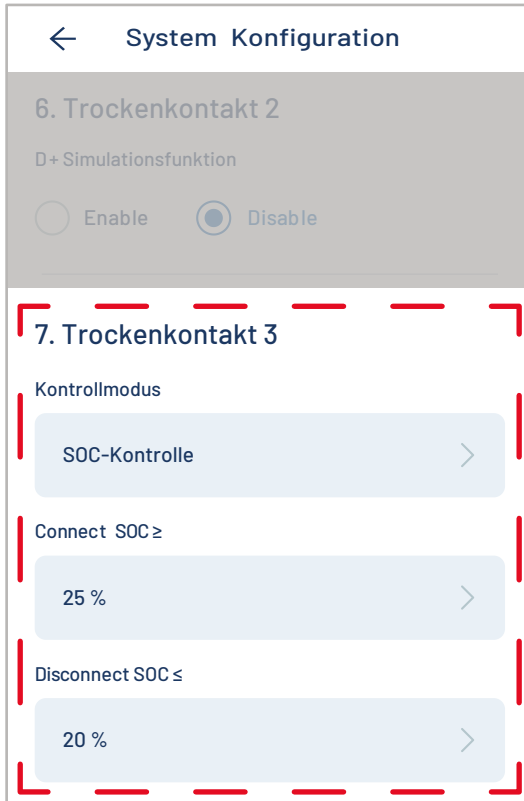 System Konfiguration
6. Trockenkontakt 2
D+ Simulationsfunktion
Enable Disable
7. Trockenkontakt 3
Kontrollmodus
SOC-Kontrolle
Connect SOC ≥
25 %
Disconnect SOC ≤
20 %